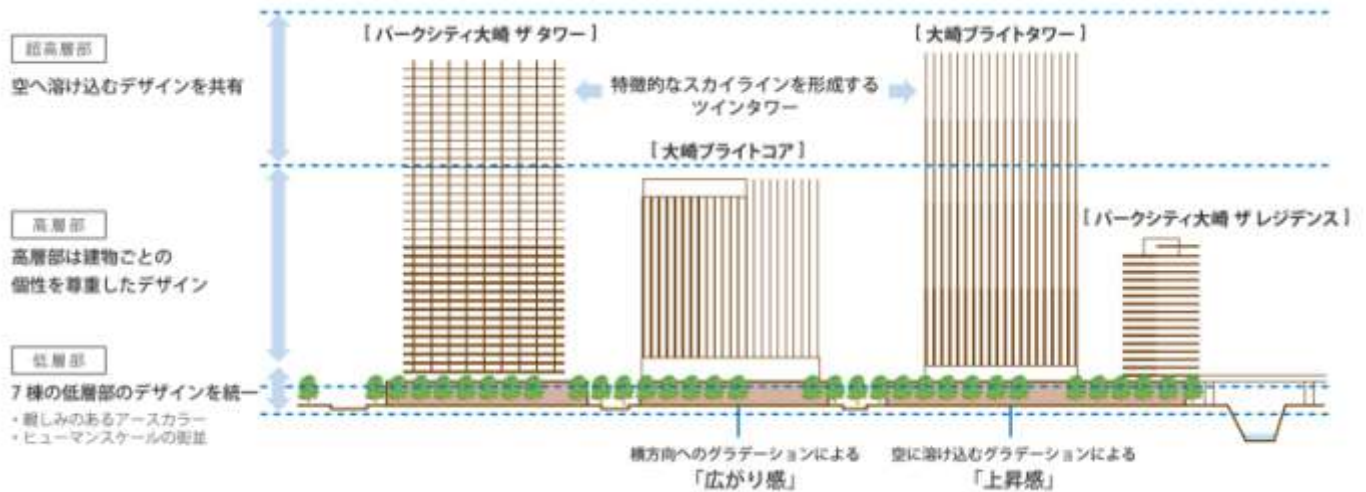 超高層部
空へ溶け込むデザインを共有
[ パークシティ大崎 ザ タワー ]
特徴的なスカイラインを形成する
ツインタワー
[ 大崎ブライトタワー ]
[ 大崎ブライトコア ]
高層部
高層部は建物ごとの
個性を尊重したデザイン
[ パークシティ大崎 ザ レジデンス ]
低層部
7 棟の低層部のデザインを統一
・親しみのあるアースカラー
・ヒューマンスケールの街並
横方向へのグラデーションによる
「広がり感」
空に溶け込むグラデーションによる
「上昇感」